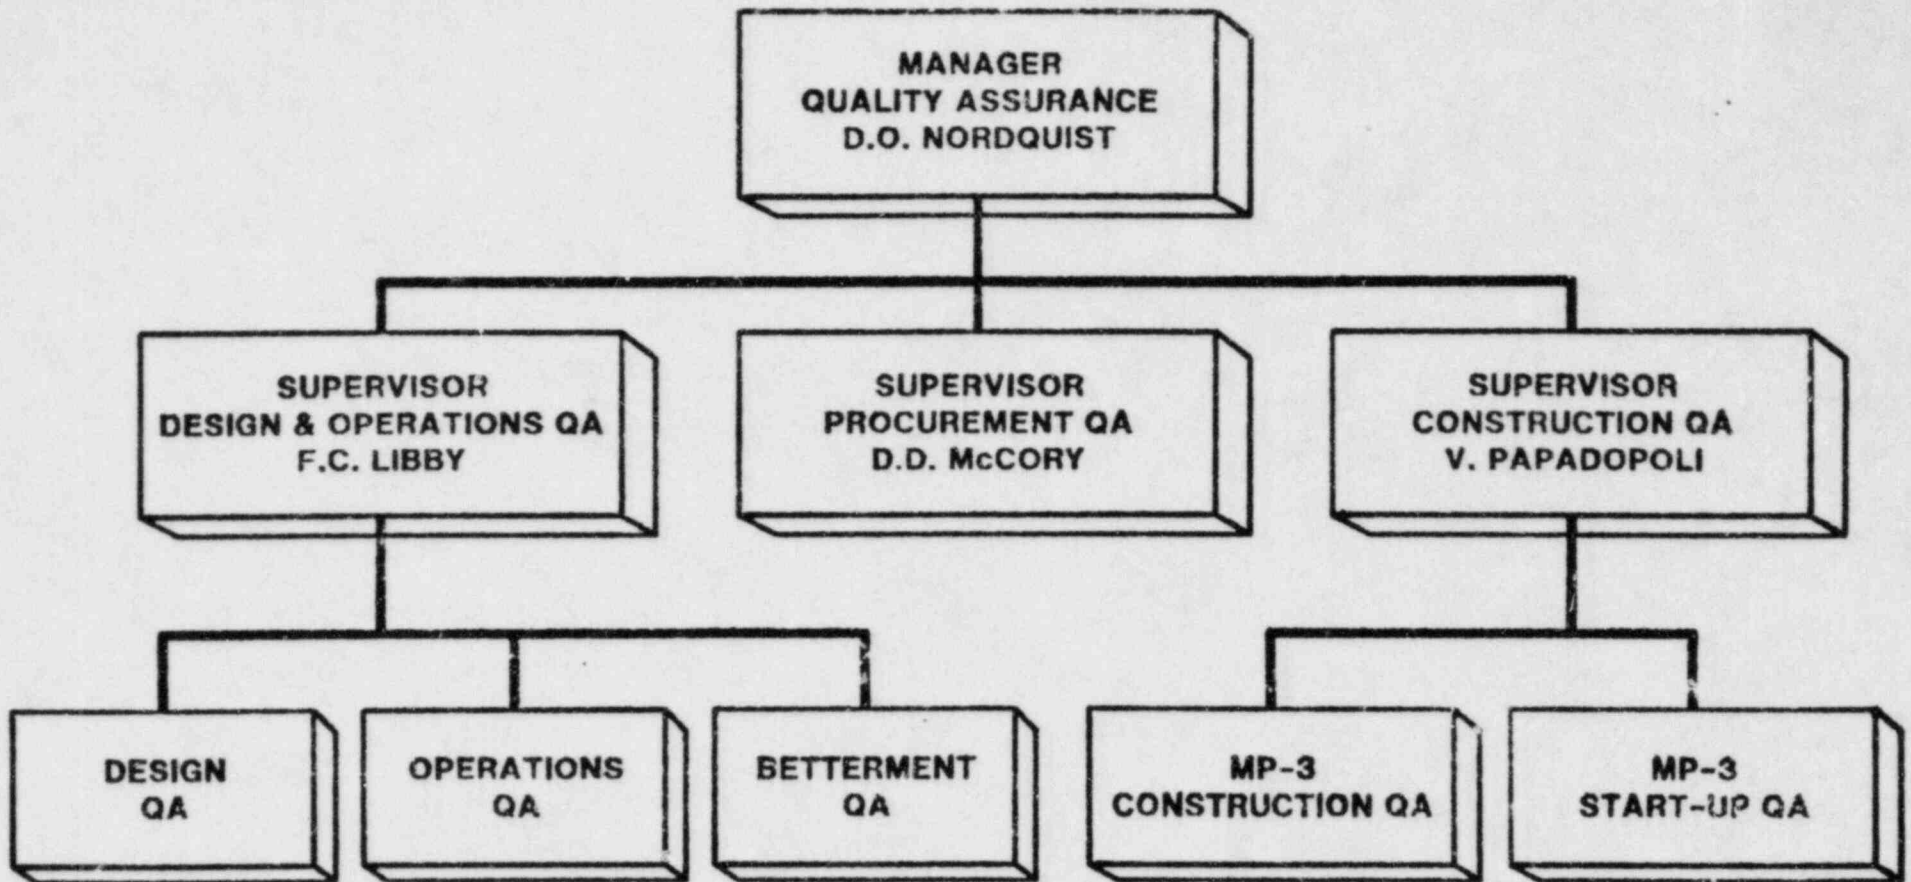 MANAGER
QUALITY ASSURANCE
D.O. NORDQUIST
SUPERVISOR
DESIGN & OPERATIONS QA
F.C. LIBBY
SUPERVISOR
PROCUREMENT QA
D.D. McCORY
SUPERVISOR
CONSTRUCTION QA
V. PAPADOPOLI
DESIGN
QA
OPERATIONS
QA
BETTERMENT
QA
MP-3
CONSTRUCTION QA
MP-3
START-UP QA